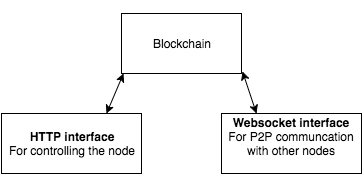 Blockchain
HTTP interface
For controlling the node
Websocket interface
For P2P communcation
with other nodes